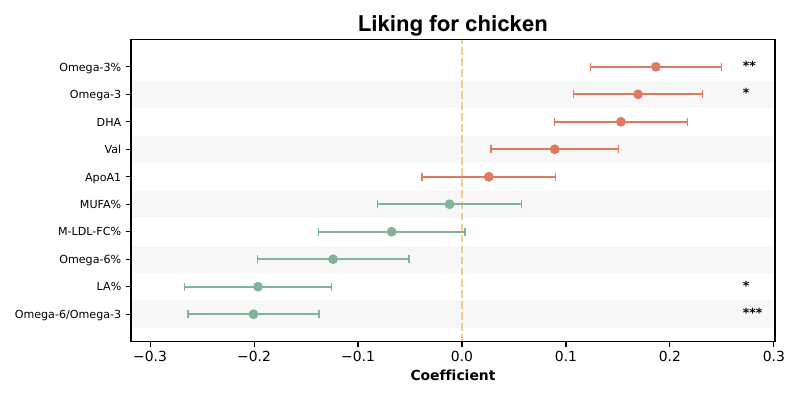 Liking for chicken
Omega-3% **
Omega-3 *
DHA
Val
ApoA1
MUFA%
M-LDL-FC%
Omega-6%
LA% *
Omega-6/Omega-3 ***
−0.3 −0.2 −0.1 0.0 0.1 0.2 0.3
Coefficient